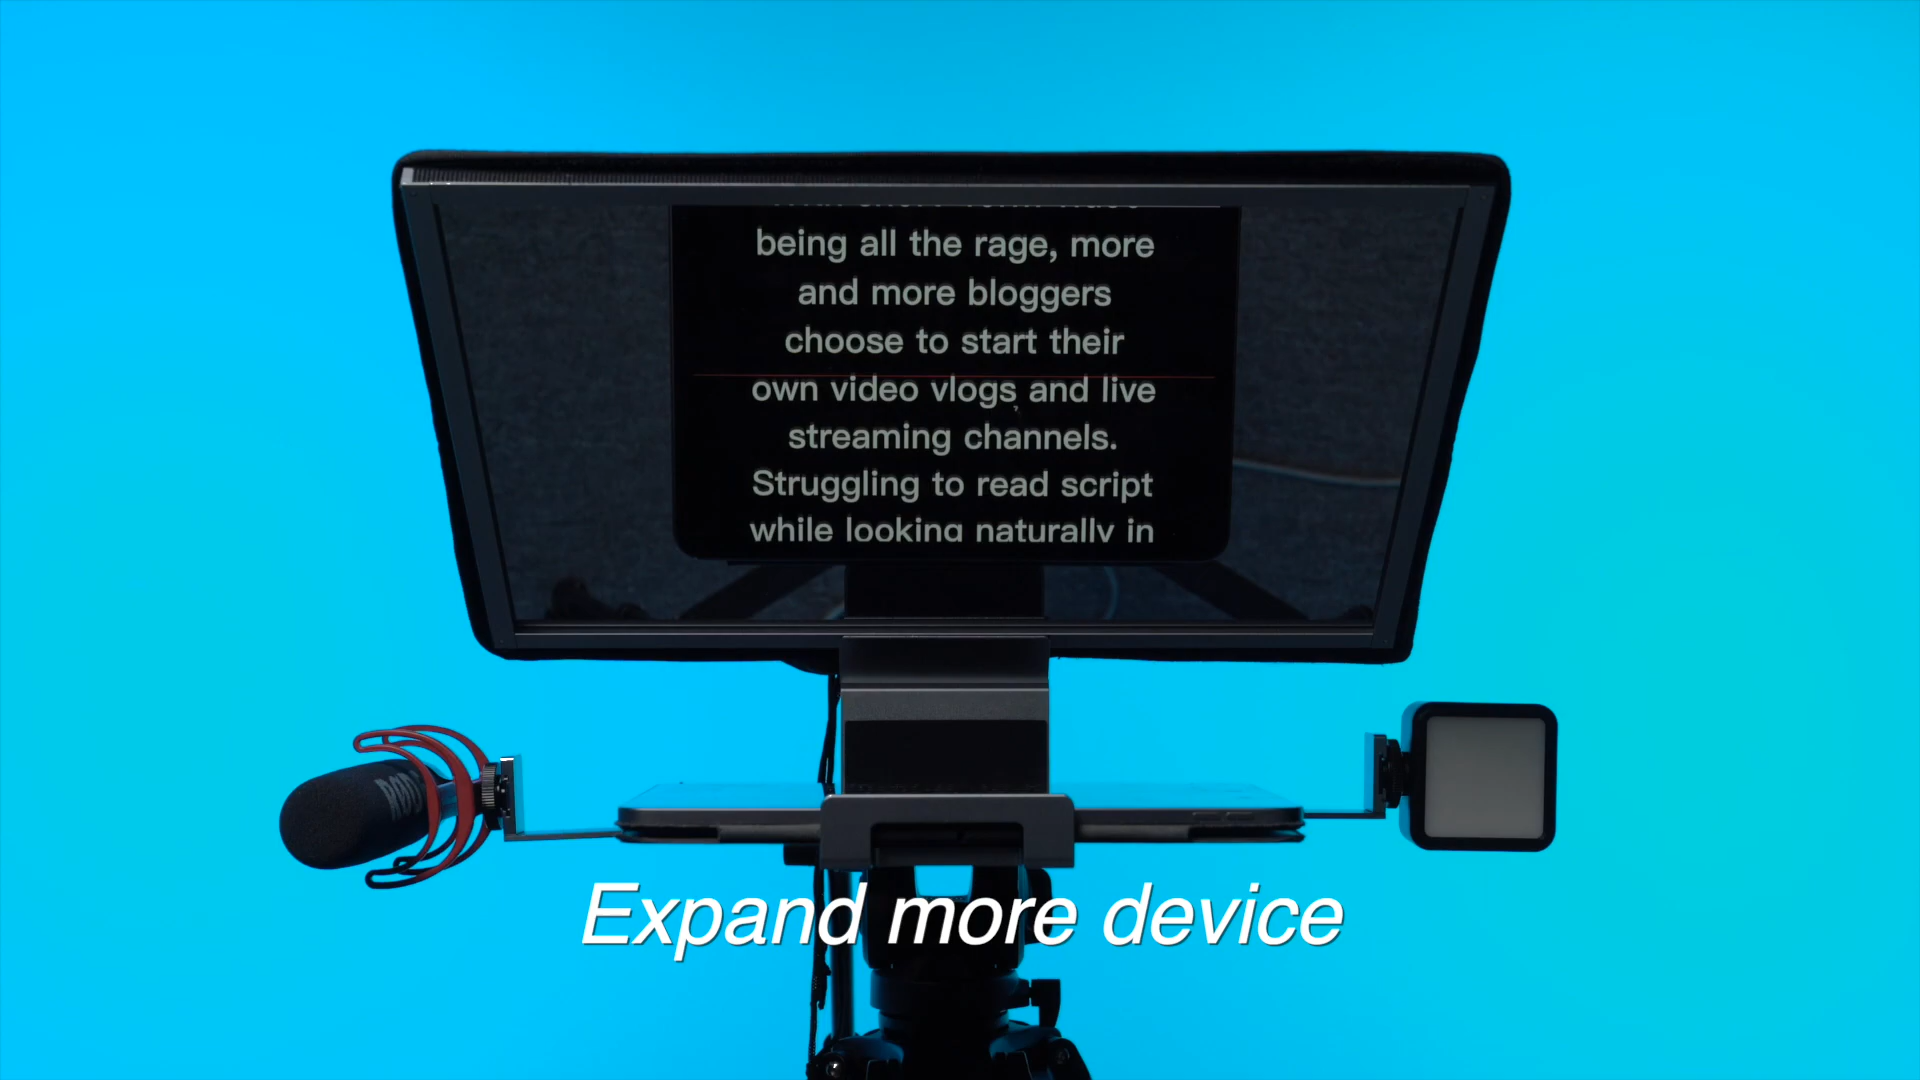 being all the rage, more
and more bloggers
choose to start their
own video vlogs, and live
streaming channels.
Struggling to read script
while looking naturally in
Expand more device